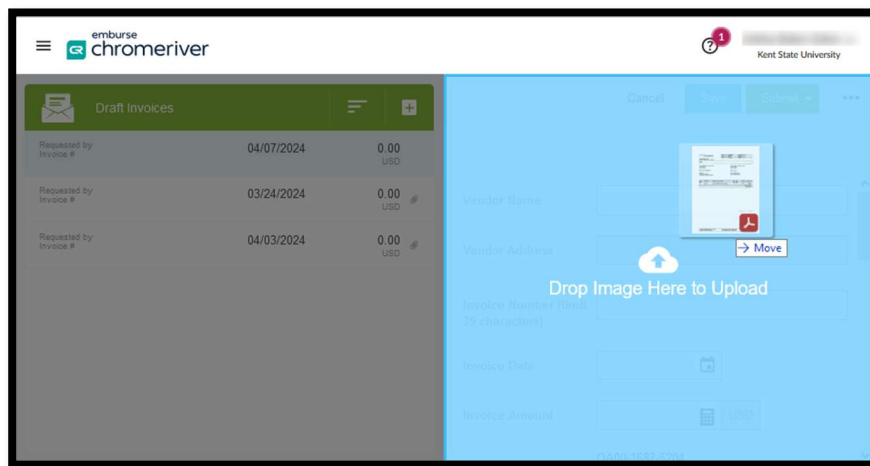 emburse
chromeriver
1
Kent State University
Draft Invoices
Cancel
Save
Submit
Requested by
Invoice #
04/07/2024
0.00
USD
Requested by
Invoice #
03/24/2024
0.00
USD
Requested by
Invoice #
04/03/2024
0.00
USD
Vendor Name
Vendor Address
Move
Drop Image Here to Upload
Invoice Number (limit
29 characters)
Invoice Date
Invoice Amount
USD